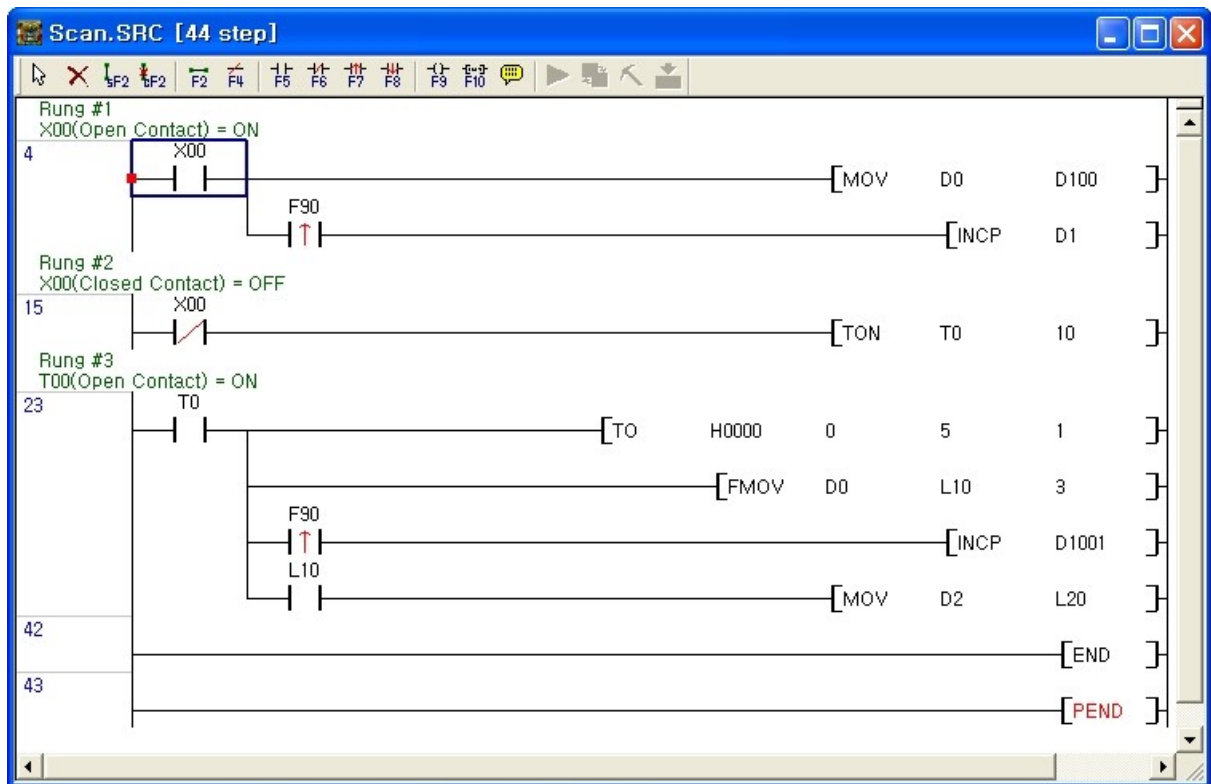 Scan.SRC [44 step]
sF2 sF2 F2 F4 F5 F6 F7 F8 F9 F10
Rung #1
X00(Open Contact) = ON
4 X00
MOV D0 D100
F90
INCP D1
Rung #2
X00(Closed Contact) = OFF
15 X00
TON T0 10
Rung #3
T00(Open Contact) = ON
23 T0
TO H0000 0 5 1
FMOV D0 L10 3
F90
INCP D1001
L10
MOV D2 L20
42
END
43
PEND